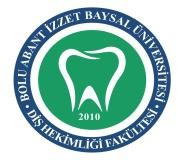 BOLU ABANT İZZET BAYSAL ÜNİVERSİTESİ
2010
• DİŞ HEKİMLİĞİ FAKÜLTESİ •